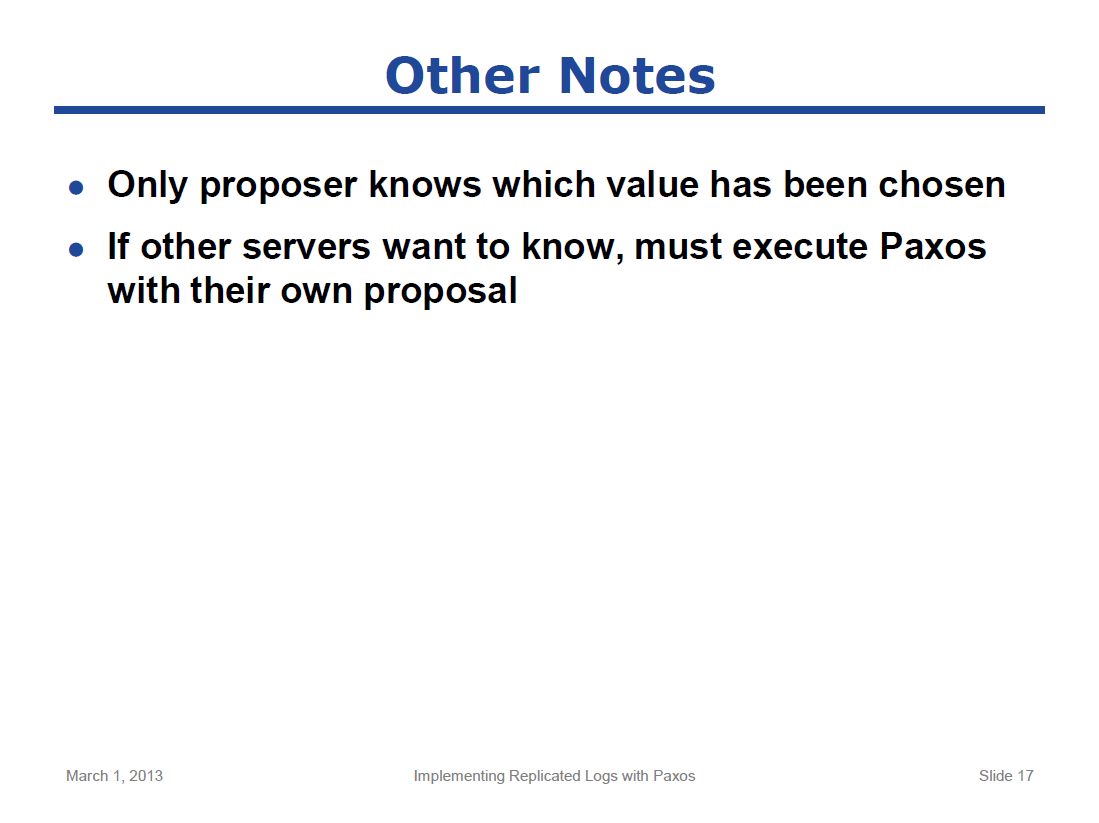 Other Notes
● Only proposer knows which value has been chosen
● If other servers want to know, must execute Paxos
with their own proposal
March 1, 2013
Implementing Replicated Logs with Paxos
Slide 17